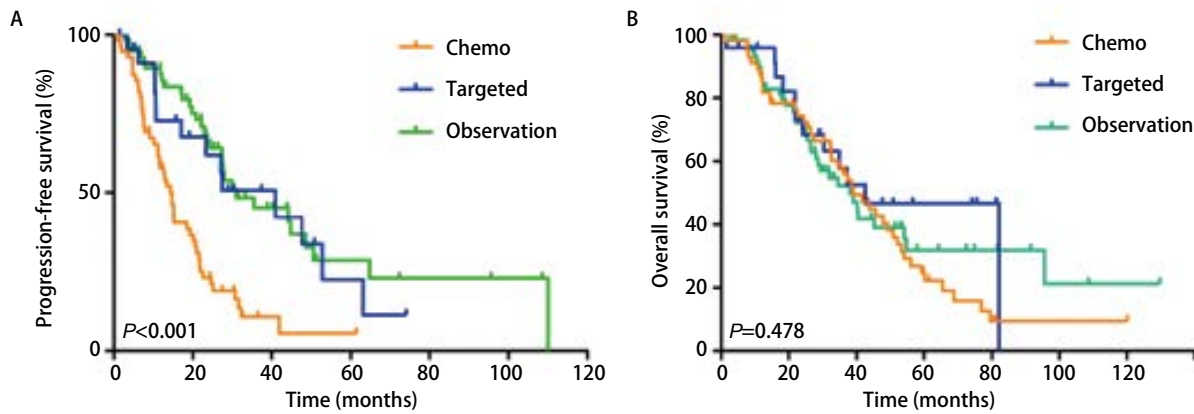 A
Progression-free survival (%)
100
50
0
0 20 40 60 80 100 120
Time (months)
Chemo
Targeted
Observation
P<0.001
B
Overall survival (%)
100
80
60
40
20
0
0 20 40 60 80 100 120
Time (months)
Chemo
Targeted
Observation
P=0.478